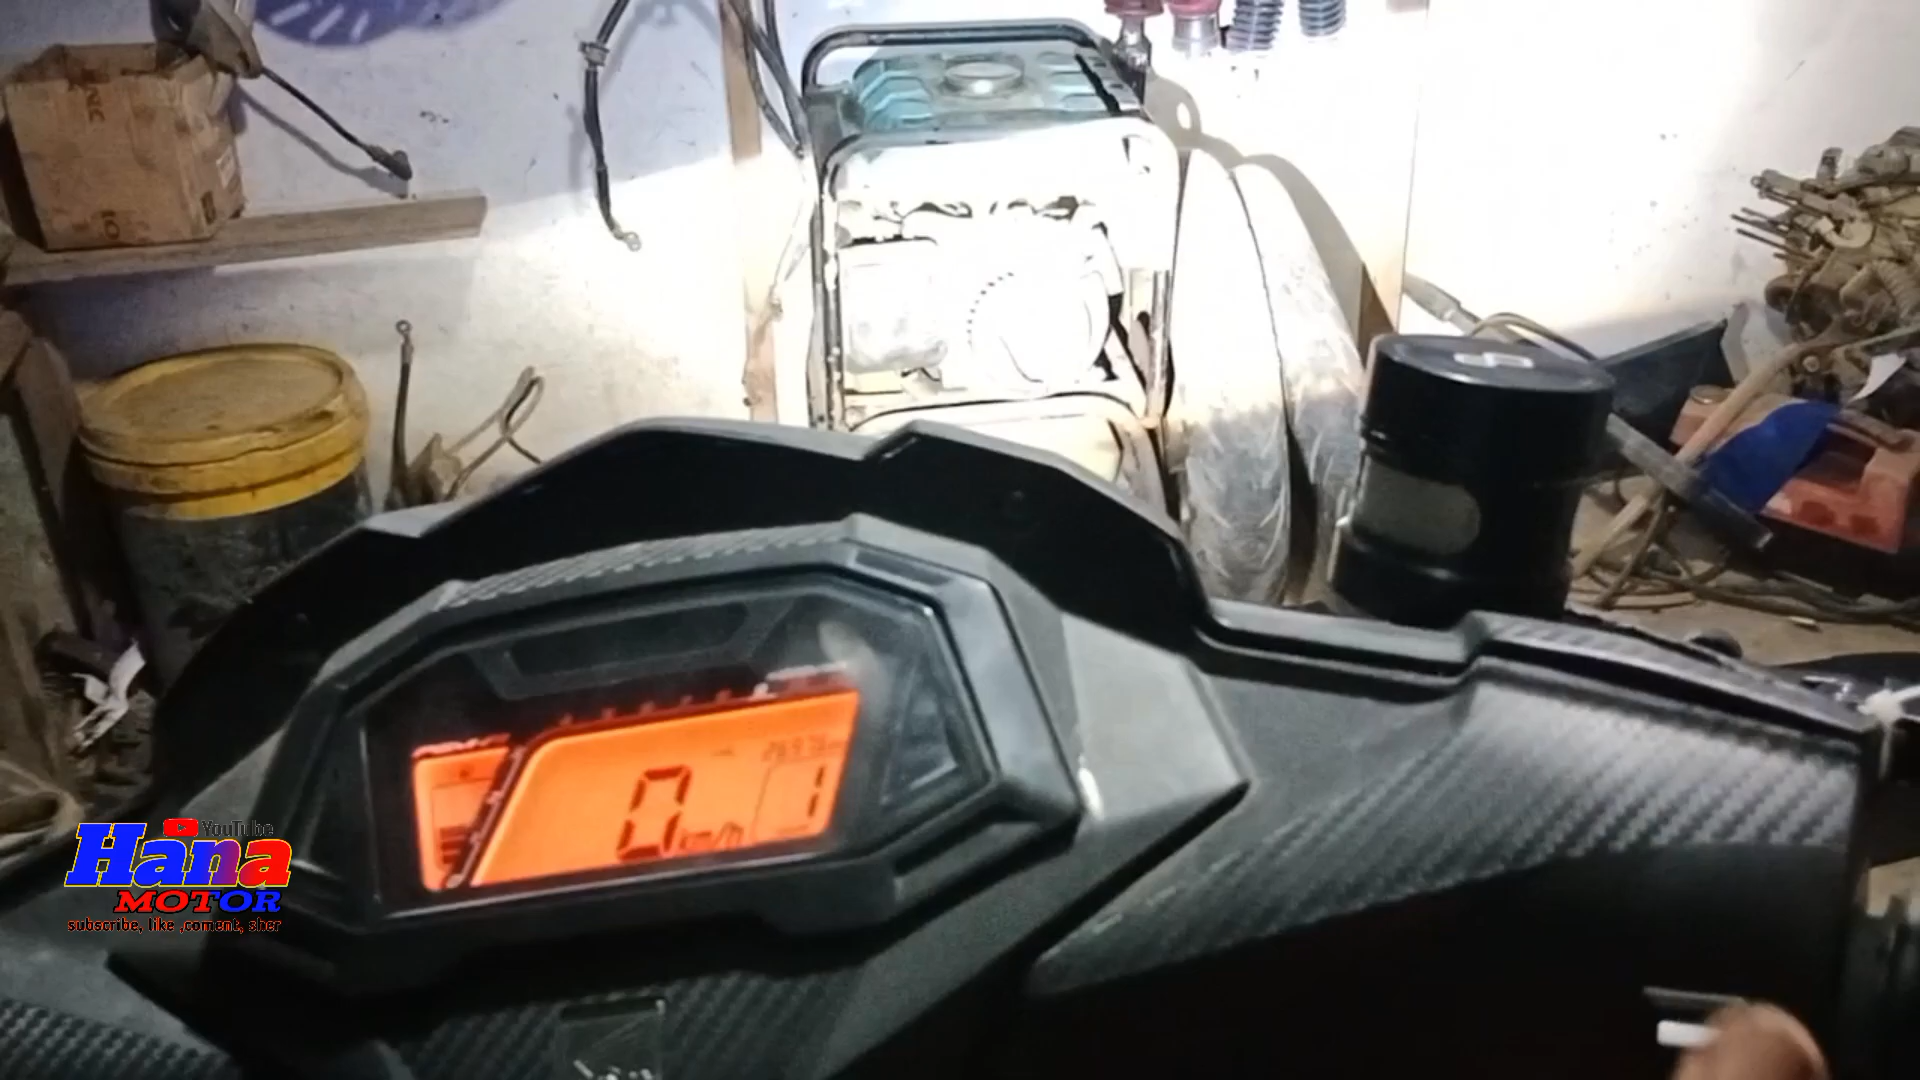 0 km/h
1
YouTube
Hana
MOTOR
subscribe, like ,coment, sher